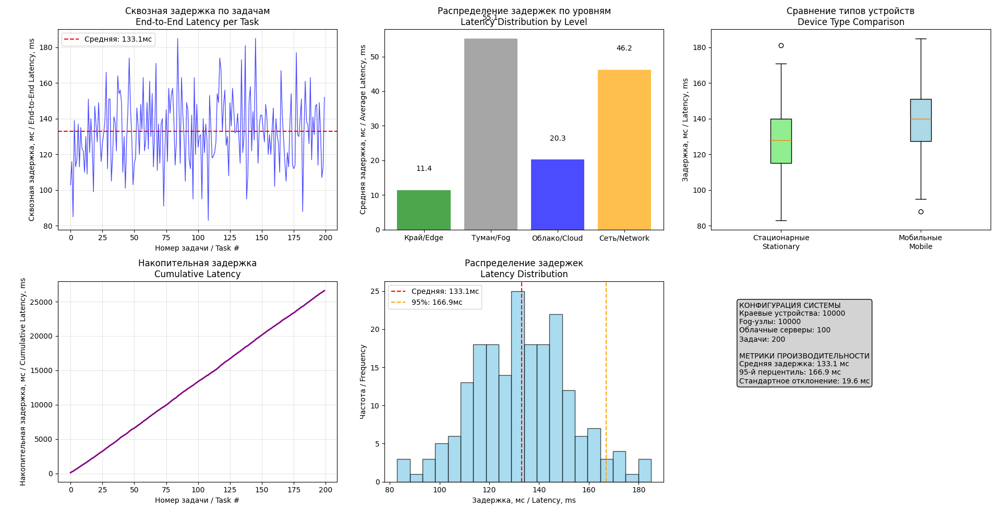 Сквозная задержка по задачам
End-to-End Latency per Task
Сквозная задержка, мс / End-to-End Latency, ms
180
160
140
120
100
80
Средняя: 133.1мс
0 25 50 75 100 125 150 175 200
Номер задачи / Task #
Распределение задержек по уровням
Latency Distribution by Level
Средняя задержка, мс / Average Latency, ms
50
40
30
20
10
0
11.4
55.1
20.3
46.2
Край/Edge Туман/Fog Облако/Cloud Сеть/Network
Сравнение типов устройств
Device Type Comparison
Задержка, мс / Latency, ms
180
160
140
120
100
80
Стационарные
Stationary
Мобильные
Mobile
Накопительная задержка
Cumulative Latency
Накопительная задержка, мс / Cumulative Latency, ms
25000
20000
15000
10000
5000
0
0 25 50 75 100 125 150 175 200
Номер задачи / Task #
Распределение задержек
Latency Distribution
Частота / Frequency
25
20
15
10
5
0
Средняя: 133.1мс
95%: 166.9мс
80 100 120 140 160 180
Задержка, мс / Latency, ms
КОНФИГУРАЦИЯ СИСТЕМЫ
Краевые устройства: 10000
Fog-узлы: 10000
Облачные серверы: 100
Задачи: 200
МЕТРИКИ ПРОИЗВОДИТЕЛЬНОСТИ
Средняя задержка: 133.1 мс
95-й перцентиль: 166.9 мс
Стандартное отклонение: 19.6 мс